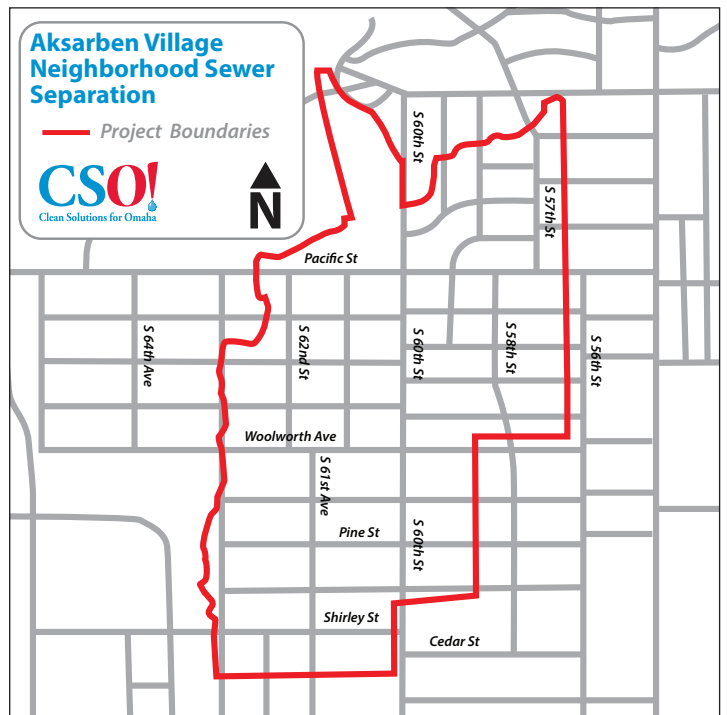 Aksarben Village
Neighborhood Sewer
Separation
Project Boundaries
CSO!
Clean Solutions for Omaha
N
S 60th St
S 57th St
Pacific St
S 64th Ave
S 62nd St
S 60th St
S 58th St
S 56th St
Woolworth Ave
S 61st Ave
Pine St
S 60th St
Shirley St
Cedar St